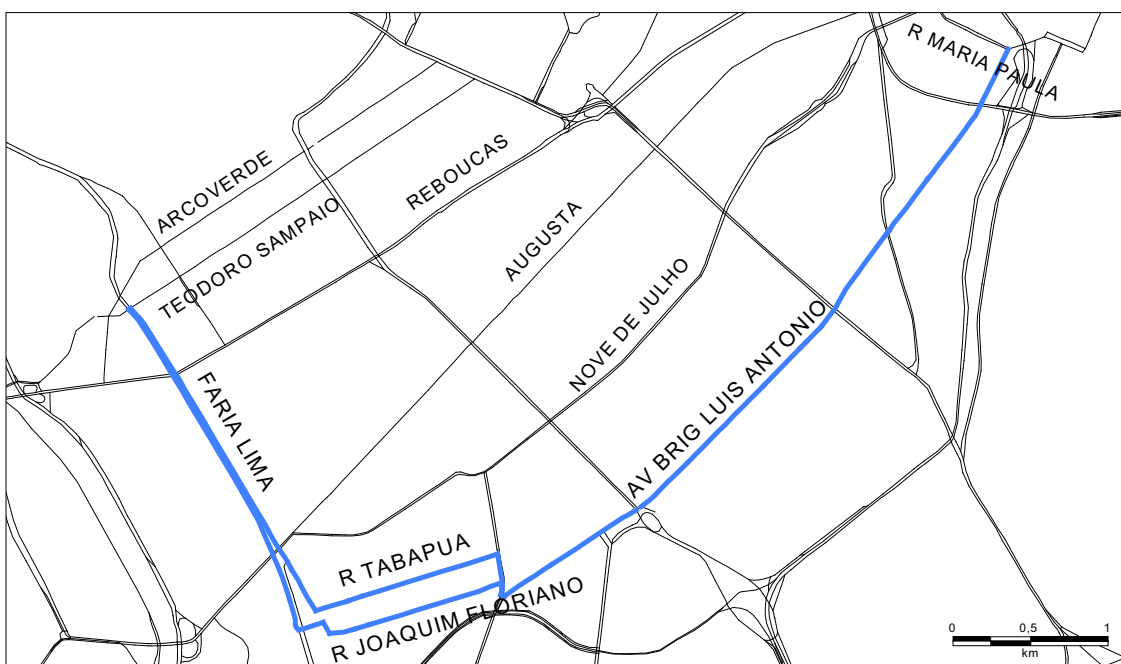 R MARIA PAULA
ARCOVERDE
REBOUCAS
TEODORO SAMPAIO
AUGUSTA
NOVE DE JULHO
AV BRIG LUIS ANTONIO
FARIA LIMA
R TABAPUA
R JOAQUIM FLORIANO
0 0,5 1
km